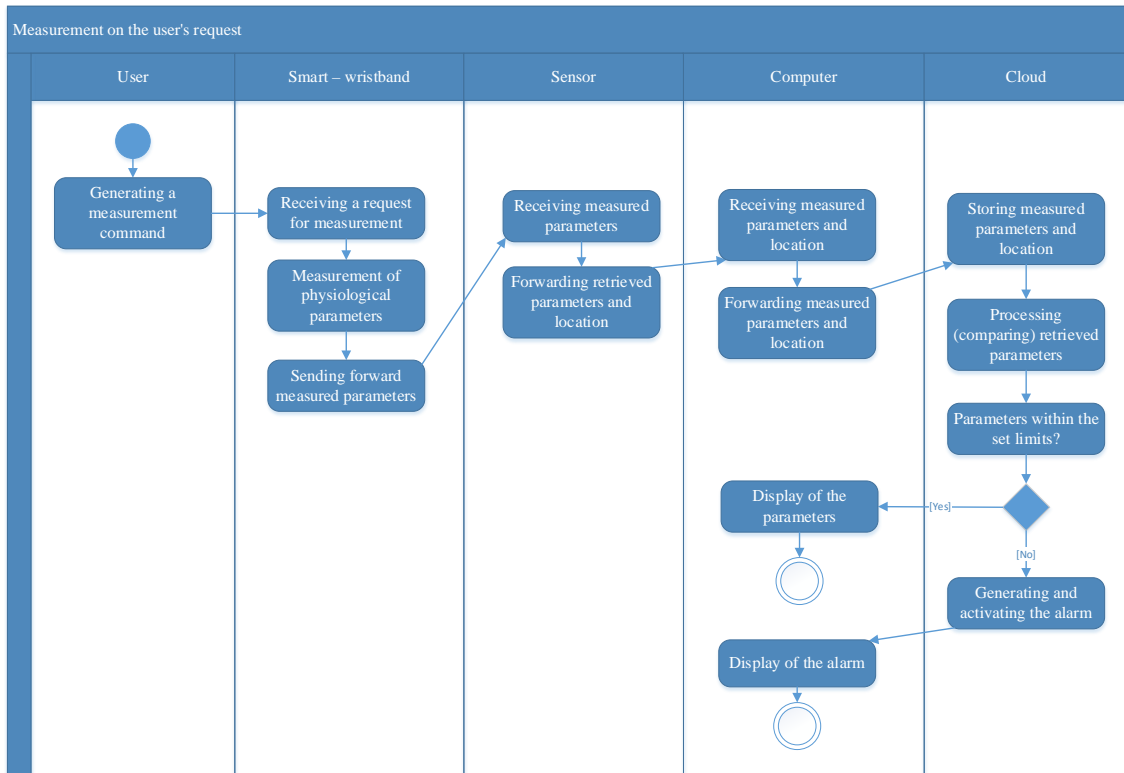 Measurement on the user's request
User
Smart – wristband
Sensor
Computer
Cloud
Generating a
measurement
command
Receiving a request
for measurement
Measurement of
physiological
parameters
Sending forward
measured parameters
Receiving measured
parameters
Forwarding retrieved
parameters and
location
Receiving measured
parameters and
location
Forwarding measured
parameters and
location
Storing measured
parameters and
location
Processing
(comparing) retrieved
parameters
Parameters within the
set limits?
[Yes]
Display of the
parameters
[No]
Generating and
activating the alarm
Display of the alarm